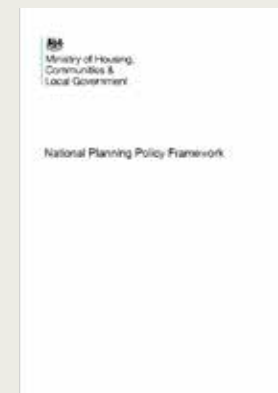 Ministry of Housing,
Communities &
Local Government
National Planning Policy Framework